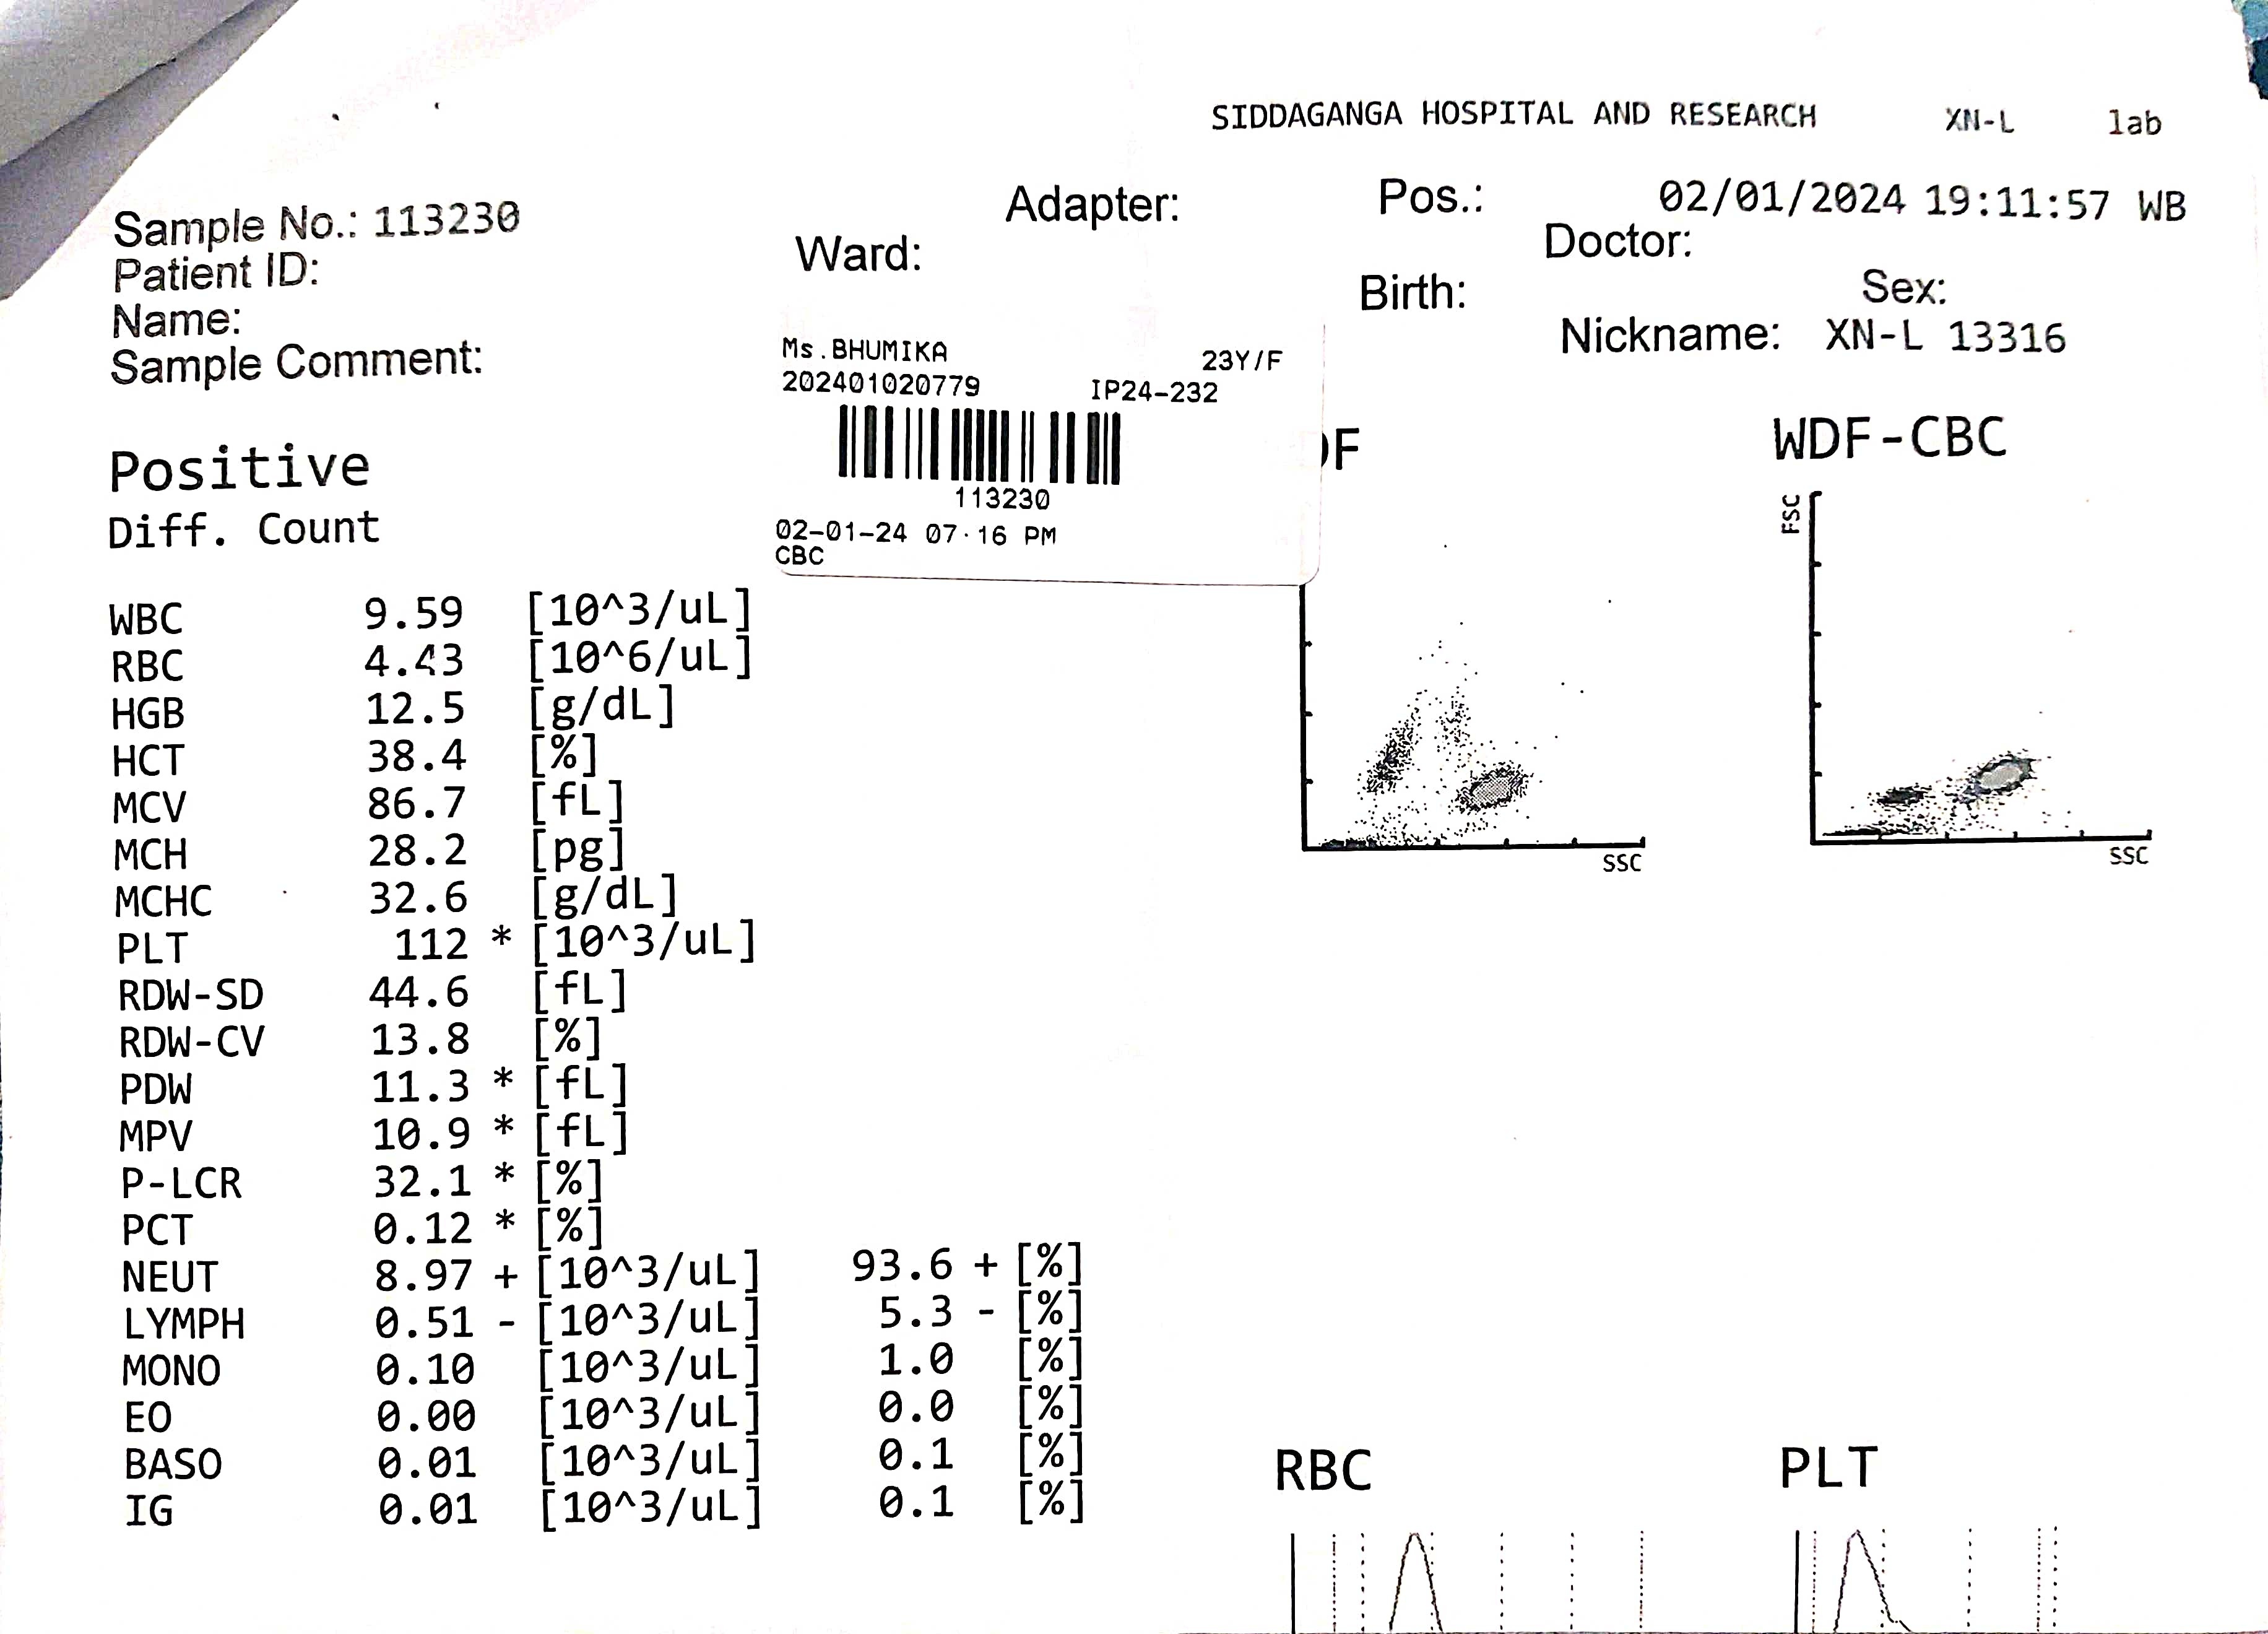 SIDDAGANGA HOSPITAL AND RESEARCH XN-L lab
Sample No.: 113230 Adapter: Pos.: 02/01/2024 19:11:57 WB
Patient ID: Ward: Doctor:
Name: Birth: Sex:
Sample Comment: Nickname: XN-L 13316
Ms.BHUMIKA 23Y/F
202401020779 IP24-232
113230
02-01-24 07:16 PM
CBC
Positive
Diff. Count
WBC 9.59 [10^3/uL]
RBC 4.43 [10^6/uL]
HGB 12.5 [g/dL]
HCT 38.4 [%]
MCV 86.7 [fL]
MCH 28.2 [pg]
MCHC 32.6 [g/dL]
PLT 112 * [10^3/uL]
RDW-SD 44.6 [fL]
RDW-CV 13.8 [%]
PDW 11.3 * [fL]
MPV 10.9 * [fL]
P-LCR 32.1 * [%]
PCT 0.12 * [%]
NEUT 8.97 + [10^3/uL] 93.6 + [%]
LYMPH 0.51 - [10^3/uL] 5.3 - [%]
MONO 0.10 [10^3/uL] 1.0 [%]
EO 0.00 [10^3/uL] 0.0 [%]
BASO 0.01 [10^3/uL] 0.1 [%]
IG 0.01 [10^3/uL] 0.1 [%]
WDF-CBC
FSC
SSC
SSC
RBC
PLT